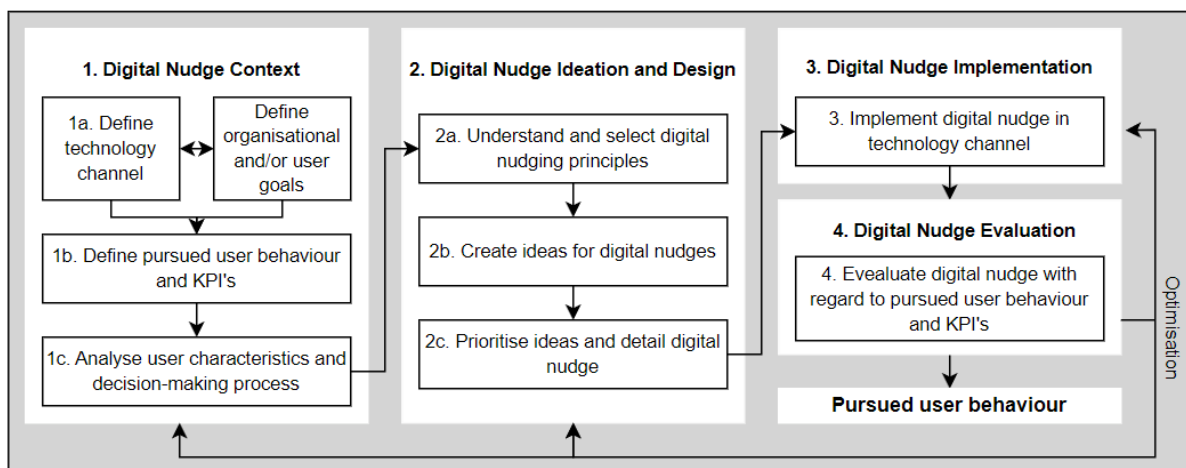 1. Digital Nudge Context
1a. Define
technology
channel
Define
organisational
and/or user
goals
1b. Define pursued user behaviour
and KPI's
1c. Analyse user characteristics and
decision-making process
2. Digital Nudge Ideation and Design
2a. Understand and select digital
nudging principles
2b. Create ideas for digital nudges
2c. Prioritise ideas and detail digital
nudge
3. Digital Nudge Implementation
3. Implement digital nudge in
technology channel
4. Digital Nudge Evaluation
4. Evealuate digital nudge with
regard to pursued user behaviour
and KPI's
Pursued user behaviour
Optimisation